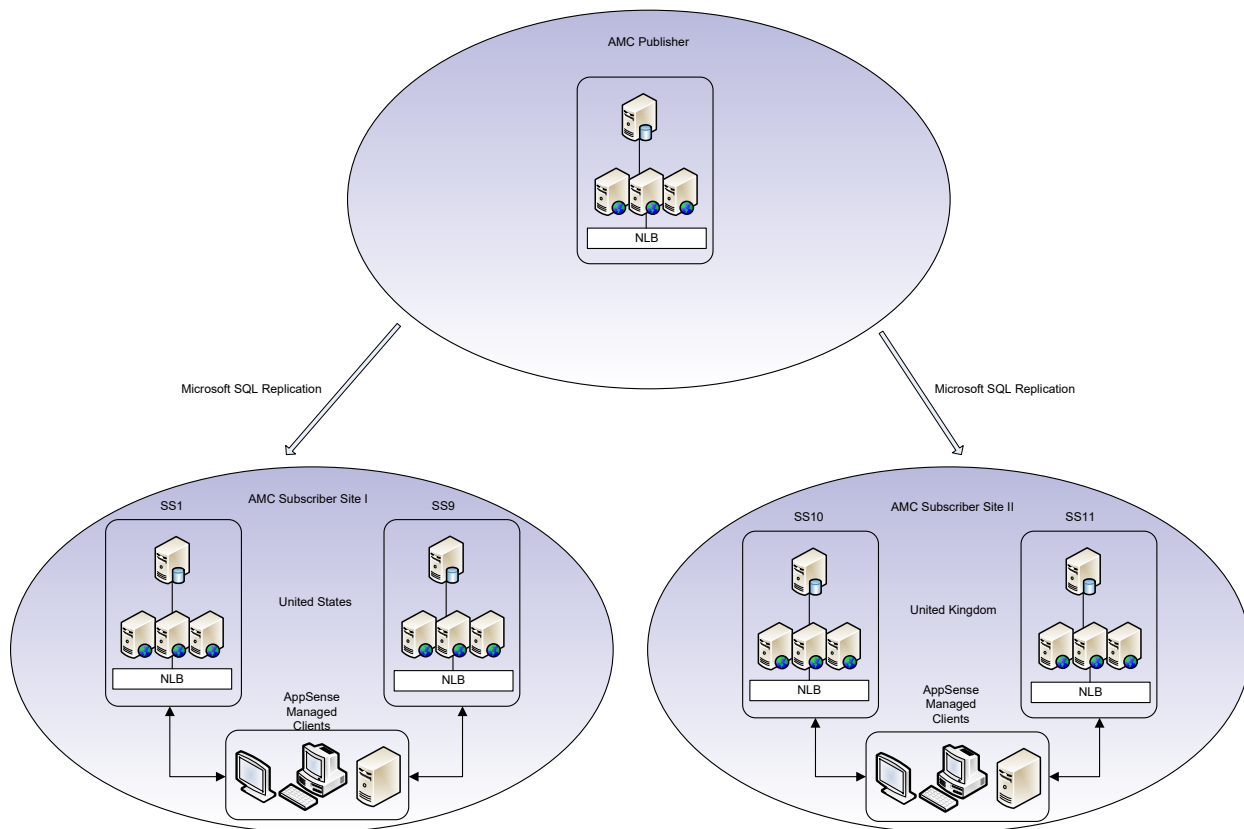 AMC Publisher
NLB
Microsoft SQL Replication
Microsoft SQL Replication
AMC Subscriber Site I
SS1
SS9
United States
NLB
NLB
AppSense
Managed
Clients
AMC Subscriber Site II
SS10
SS11
United Kingdom
NLB
NLB
AppSense
Managed
Clients